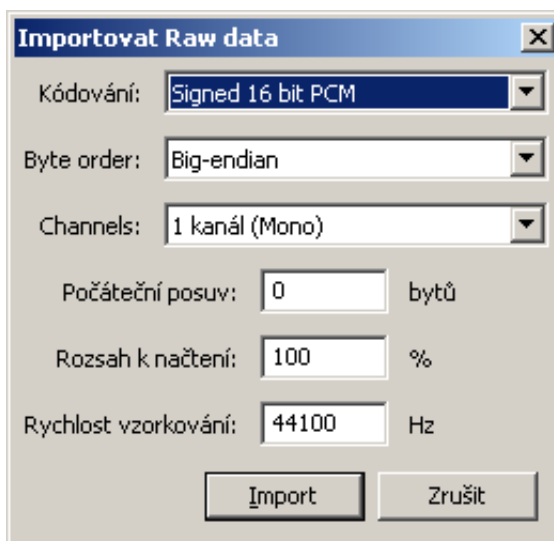 Importovat Raw data
Kódování: Signed 16 bit PCM
Byte order: Big-endian
Channels: 1 kanál (Mono)
Počáteční posuv: 0 bytů
Rozsah k načtení: 100 %
Rychlost vzorkování: 44100 Hz
Import Zrušit